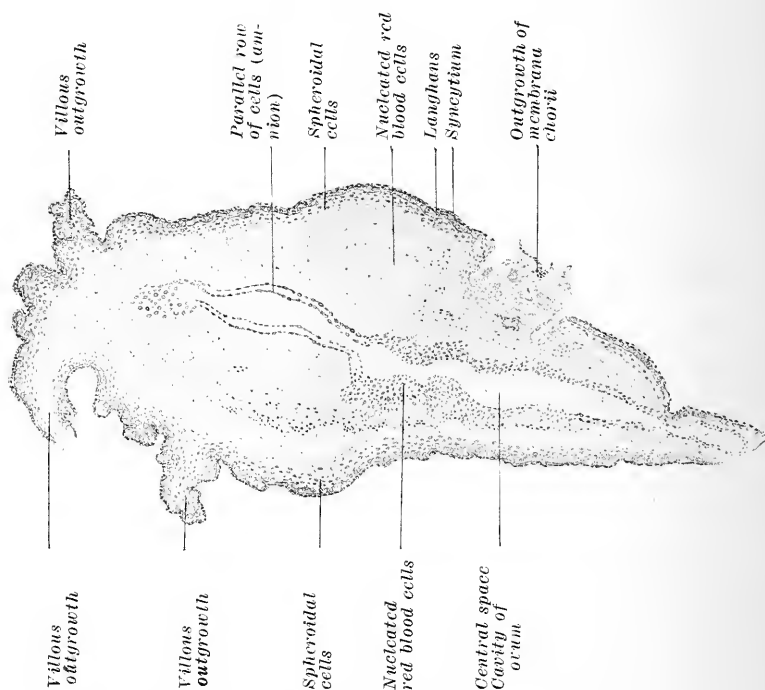 Villous
outgrowth
Villous
outgrowth
Spheroidal
cells
Nucleated
red blood cells
Central space
Cavity of
ovum
Villous
outgrowth
Parallel row
of cells (am-
nion)
Spheroidal
cells
Nucleated red
blood cells
Langhans
Syncytium
Outgrowth of
membrana
chorii